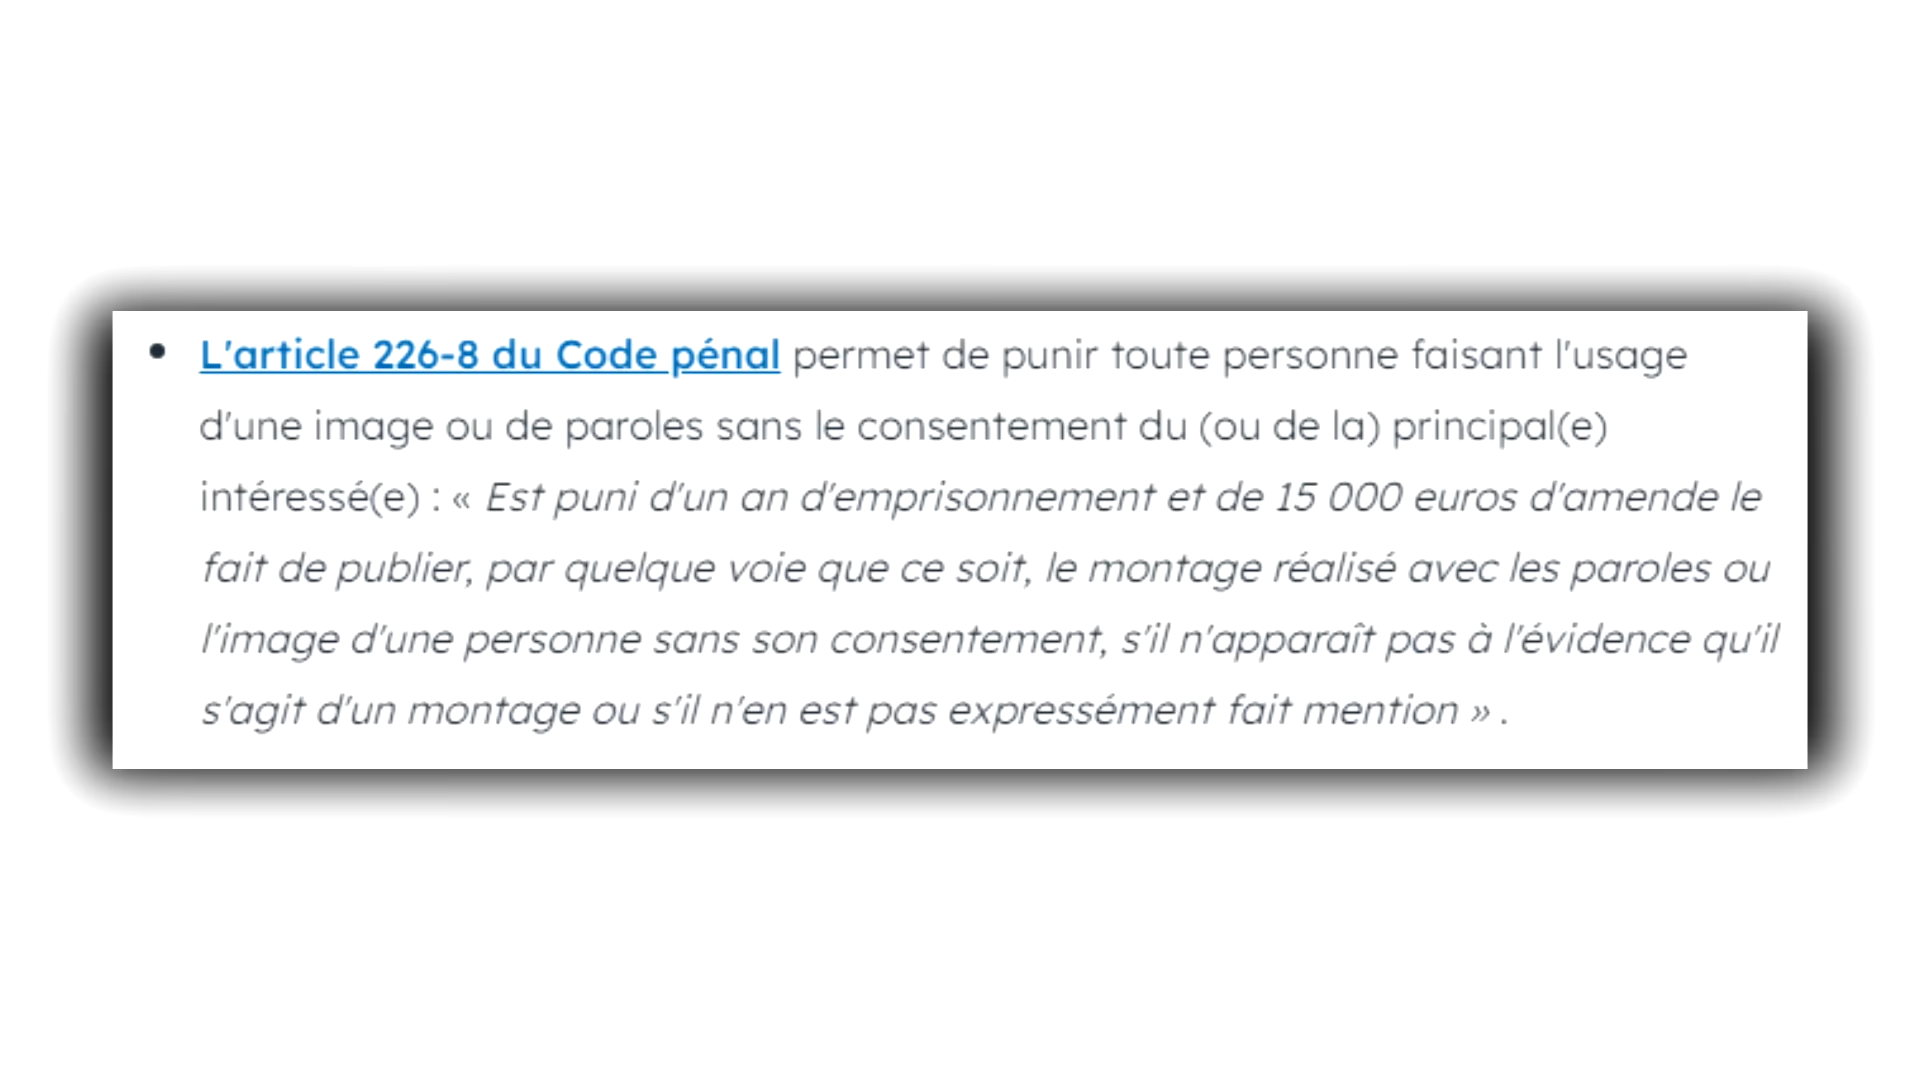 • L'article 226-8 du Code pénal permet de punir toute personne faisant l'usage
d'une image ou de paroles sans le consentement du (ou de la) principal(e)
intéressé(e) : « Est puni d'un an d'emprisonnement et de 15 000 euros d'amende le
fait de publier, par quelque voie que ce soit, le montage réalisé avec les paroles ou
l'image d'une personne sans son consentement, s'il n'apparaît pas à l'évidence qu'il
s'agit d'un montage ou s'il n'en est pas expressément fait mention » .